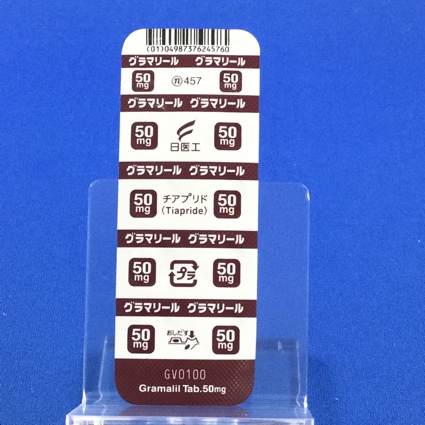 (01)04987376245760
グラマリール グラマリール
50mg ⓝ457 50mg
グラマリール グラマリール
50mg 日医工 50mg
グラマリール グラマリール
50mg チアプリド (Tiapride) 50mg
グラマリール グラマリール
50mg プラ 50mg
グラマリール グラマリール
50mg おしだす 50mg
GV0100
Gramalil Tab.50mg